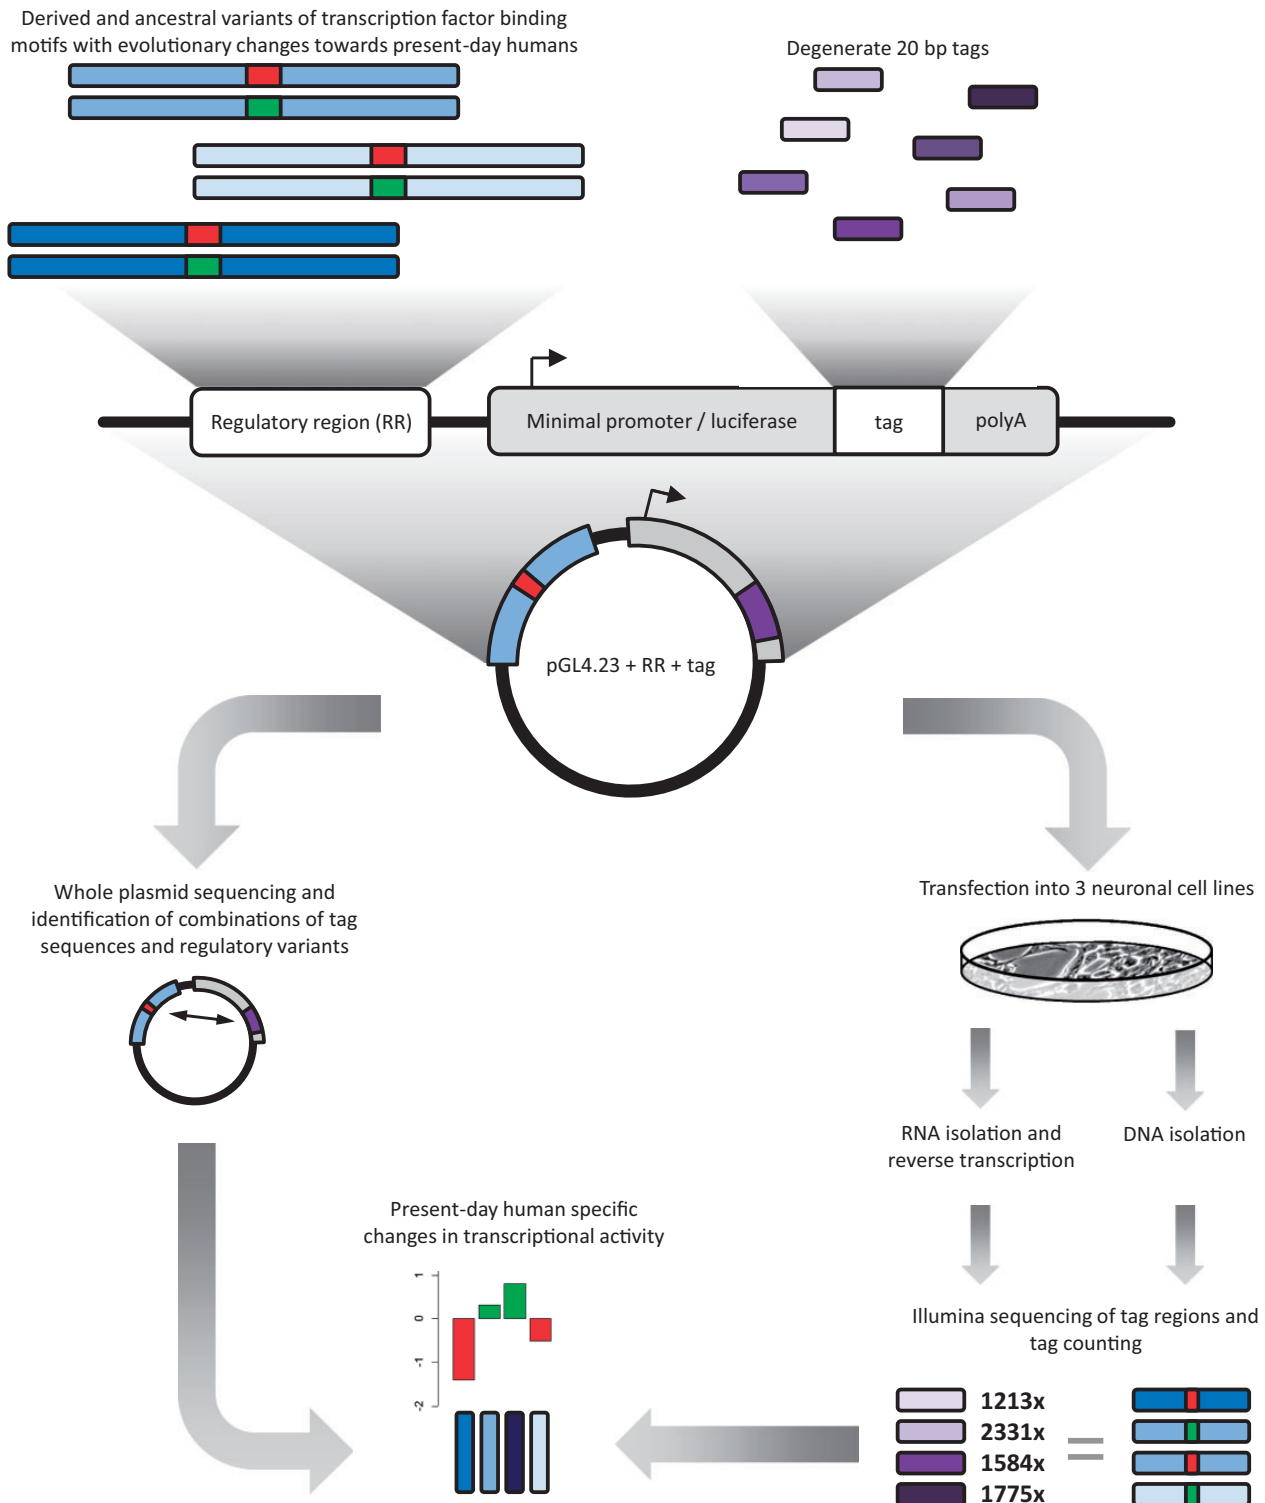 Derived and ancestral variants of transcription factor binding
motifs with evolutionary changes towards present-day humans
Degenerate 20 bp tags
Regulatory region (RR)
Minimal promoter / luciferase
tag
polyA
pGL4.23 + RR + tag
Whole plasmid sequencing and
identification of combinations of tag
sequences and regulatory variants
Transfection into 3 neuronal cell lines
RNA isolation and
reverse transcription
DNA isolation
Present-day human specific
changes in transcriptional activity
1
0
-1
-2
Illumina sequencing of tag regions and
tag counting
1213x
2331x
1584x
1775x